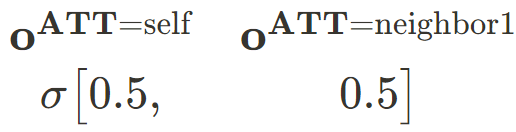 o^ATT=self o^ATT=neighbor1
σ[0.5, 0.5]